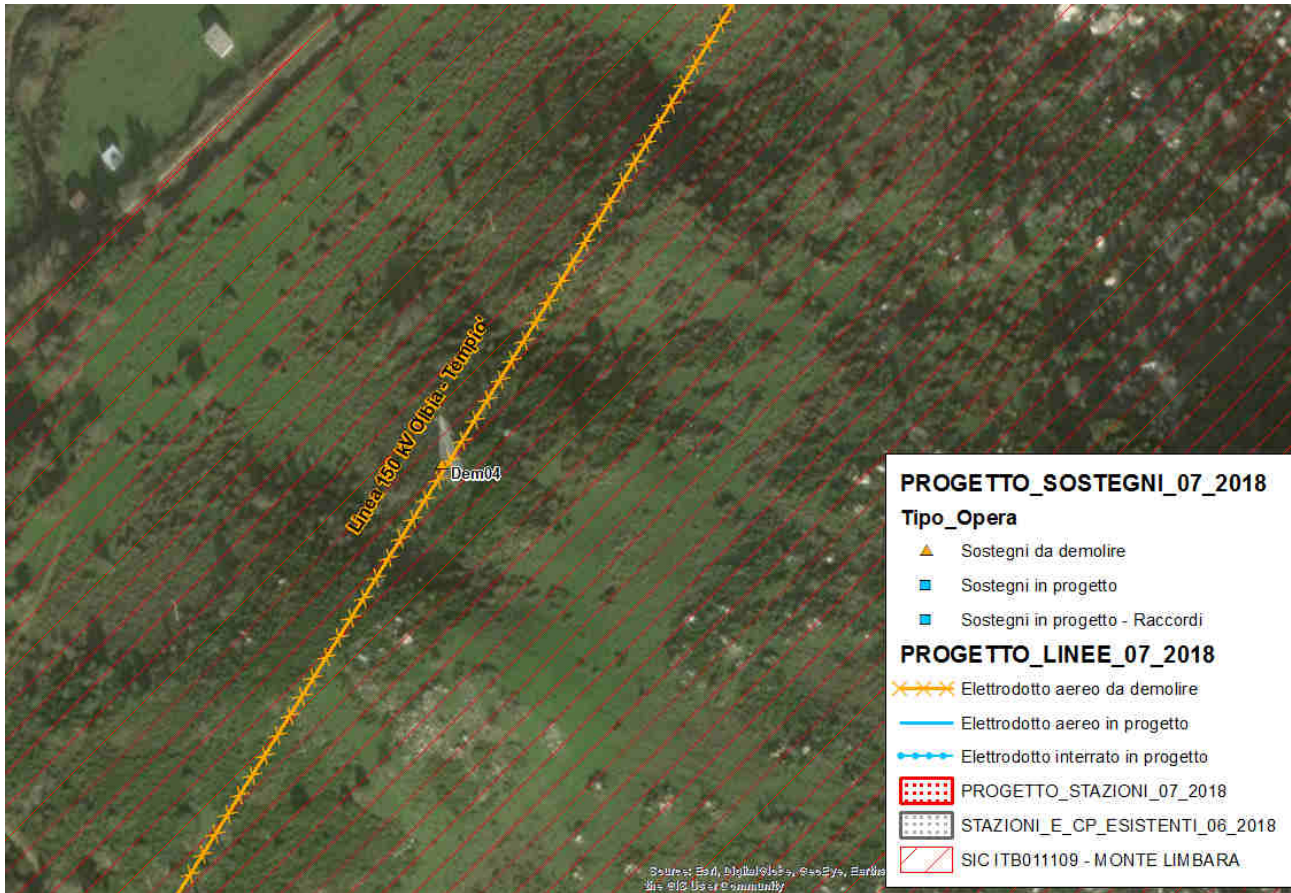 Linea 150 kV Olbia - Tempio'
Dem04
PROGETTO_SOSTEGNI_07_2018
Tipo_Opera
Sostegni da demolire
Sostegni in progetto
Sostegni in progetto - Raccordi
PROGETTO_LINEE_07_2018
Elettrodotto aereo da demolire
Elettrodotto aereo in progetto
Elettrodotto interrato in progetto
PROGETTO_STAZIONI_07_2018
STAZIONI_E_CP_ESISTENTI_06_2018
SIC ITB011109 - MONTE LIMBARA
Source: Esri, DigitalGlobe, GeoEye, Earths
the GIS User Community